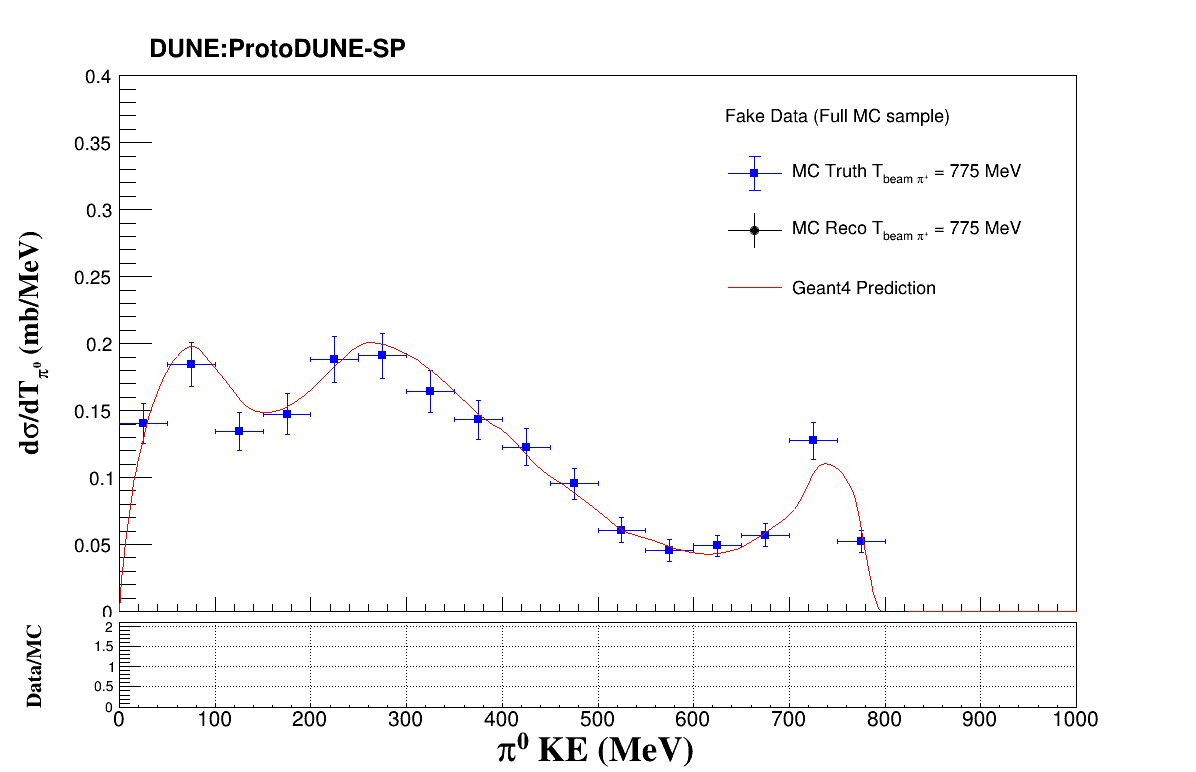 DUNE:ProtoDUNE-SP
0.4
0.35
0.3
0.25
0.2
0.15
0.1
0.05
0
dσ/dT_π⁰ (mb/MeV)
Fake Data (Full MC sample)
MC Truth T_beam π⁺ = 775 MeV
MC Reco T_beam π⁺ = 775 MeV
Geant4 Prediction
Data/MC
2
1.5
1
0.5
0
0 100 200 300 400 500 600 700 800 900 1000
π⁰ KE (MeV)